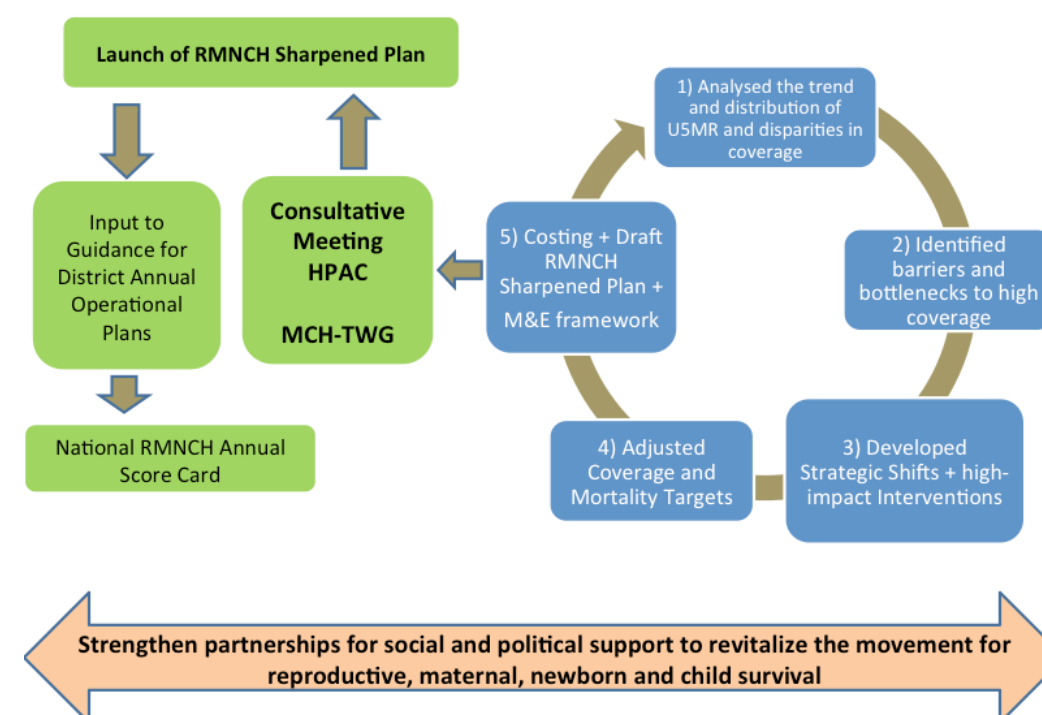 Launch of RMNCH Sharpened Plan
Input to
Guidance for
District Annual
Operational
Plans
National RMNCH Annual
Score Card
Consultative
Meeting
HPAC
MCH-TWG
1) Analysed the trend
and distribution of
U5MR and disparities in
coverage
2) Identified
barriers and
bottlenecks to high
coverage
3) Developed
Strategic Shifts + high-
impact Interventions
4) Adjusted
Coverage and
Mortality Targets
5) Costing + Draft
RMNCH
Sharpened Plan +
M&E framework
Strengthen partnerships for social and political support to revitalize the movement for
reproductive, maternal, newborn and child survival